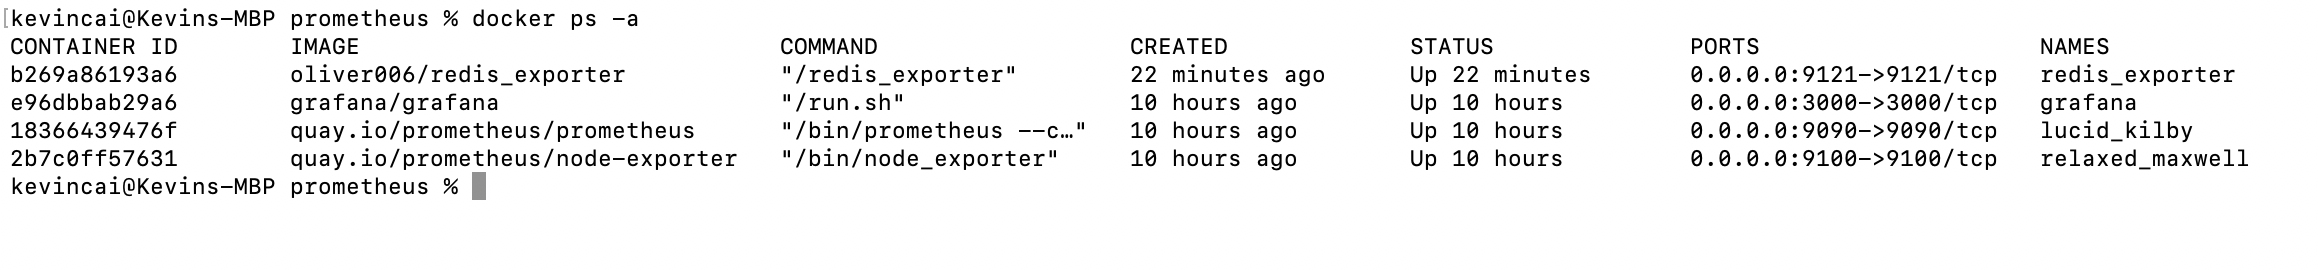 [kevincai@Kevins-MBP prometheus % docker ps -a
CONTAINER ID        IMAGE                              COMMAND                  CREATED             STATUS              PORTS                    NAMES
b269a86193a6        oliver006/redis_exporter           "/redis_exporter"        22 minutes ago      Up 22 minutes       0.0.0.0:9121->9121/tcp   redis_exporter
e96dbbab29a6        grafana/grafana                    "/run.sh"                10 hours ago        Up 10 hours         0.0.0.0:3000->3000/tcp   grafana
18366439476f        quay.io/prometheus/prometheus      "/bin/prometheus --c…"   10 hours ago        Up 10 hours         0.0.0.0:9090->9090/tcp   lucid_kilby
2b7c0ff57631        quay.io/prometheus/node-exporter   "/bin/node_exporter"     10 hours ago        Up 10 hours         0.0.0.0:9100->9100/tcp   relaxed_maxwell
kevincai@Kevins-MBP prometheus %